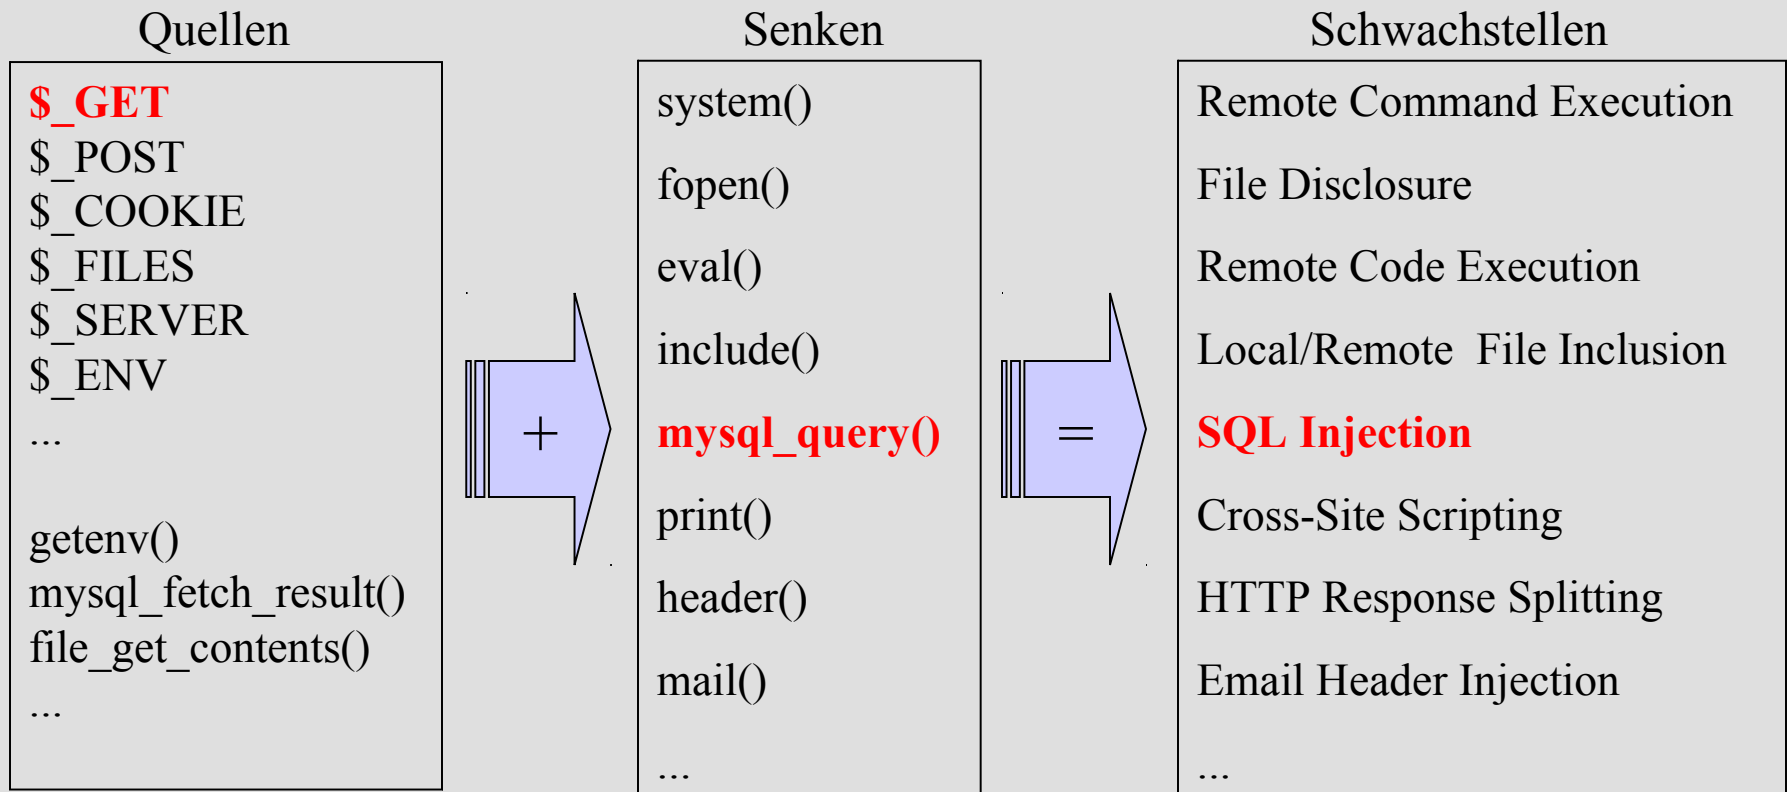 Quellen
$_GET
$_POST
$_COOKIE
$_FILES
$_SERVER
$_ENV
...
getenv()
mysql_fetch_result()
file_get_contents()
...
+
Senken
system()
fopen()
eval()
include()
mysql_query()
print()
header()
mail()
...
=
Schwachstellen
Remote Command Execution
File Disclosure
Remote Code Execution
Local/Remote  File Inclusion
SQL Injection
Cross-Site Scripting
HTTP Response Splitting
Email Header Injection
...